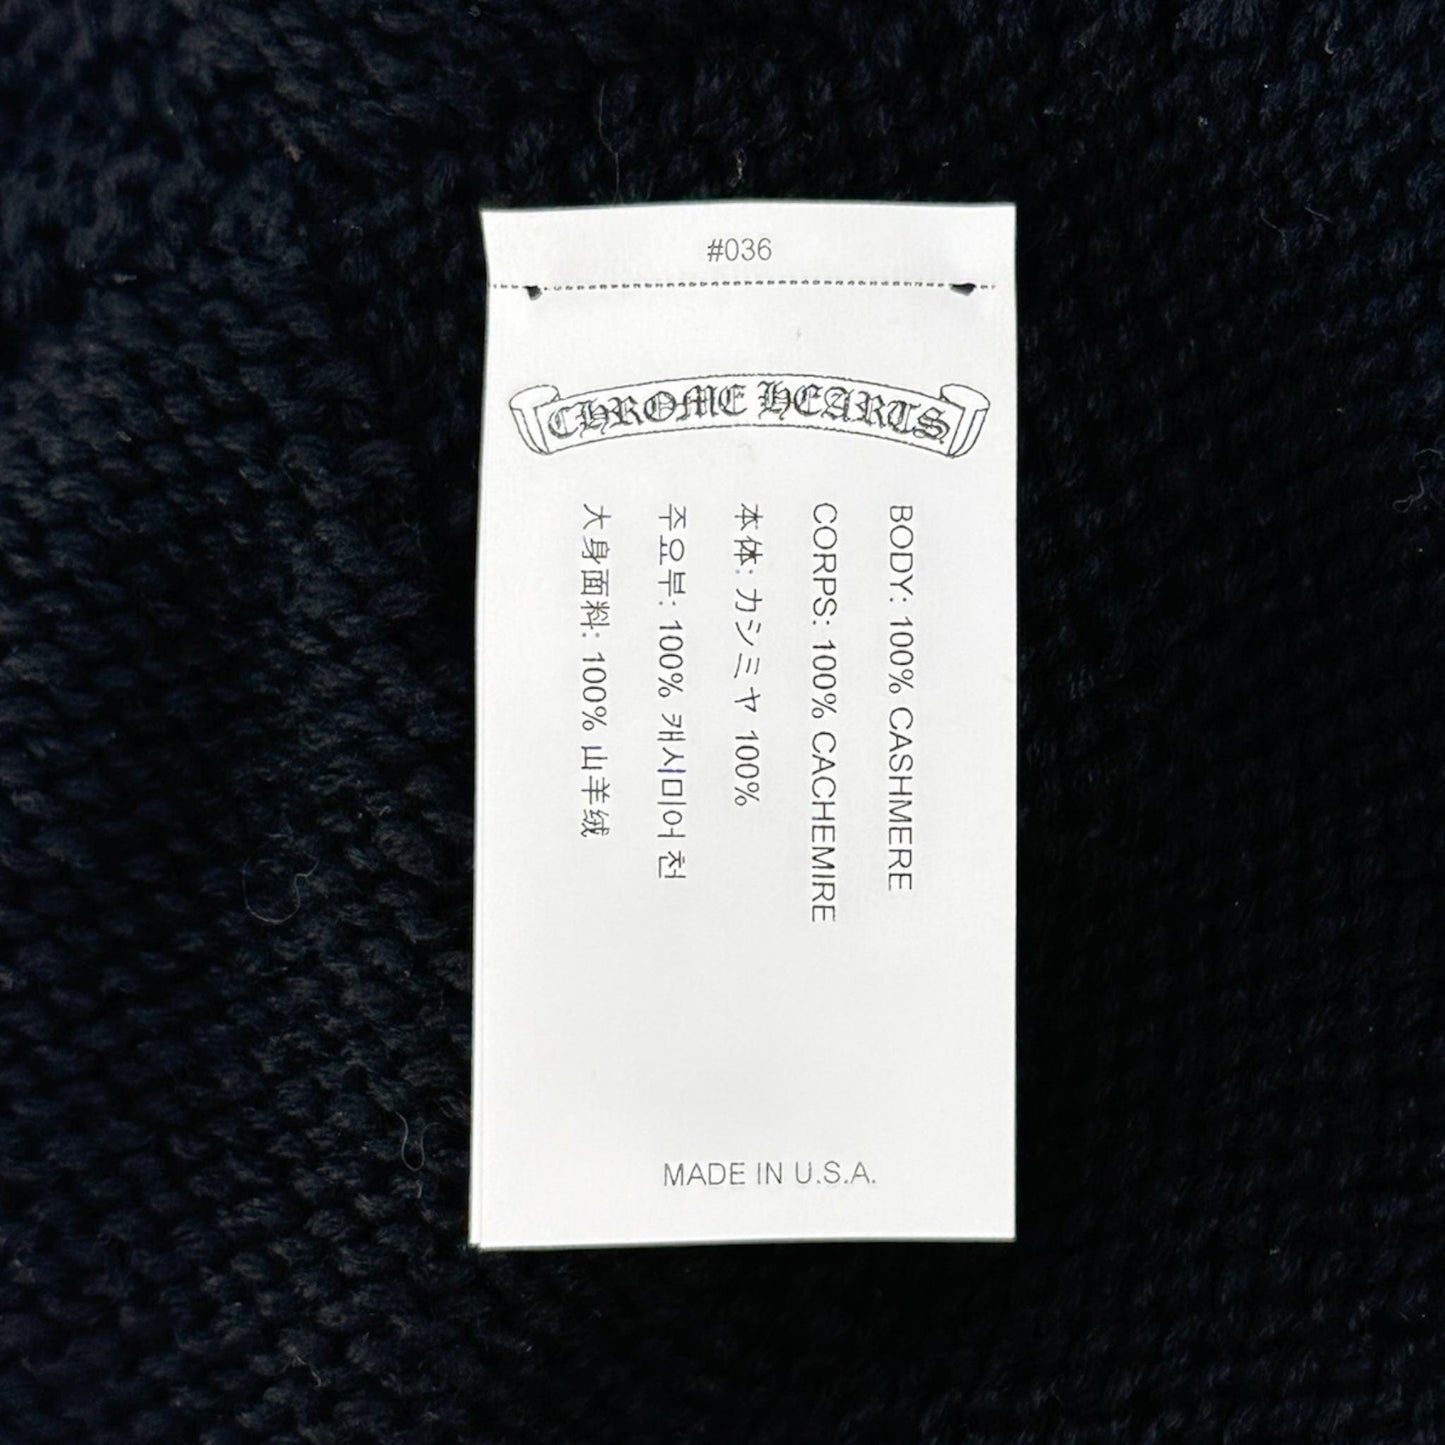 #036
CHROME HEARTS
BODY: 100% CASHMERE
CORPS: 100% CACHEMIRE
本体: カシミヤ 100%
주요부: 100% 캐시미어 천
大身面料: 100% 山羊绒
MADE IN U.S.A.